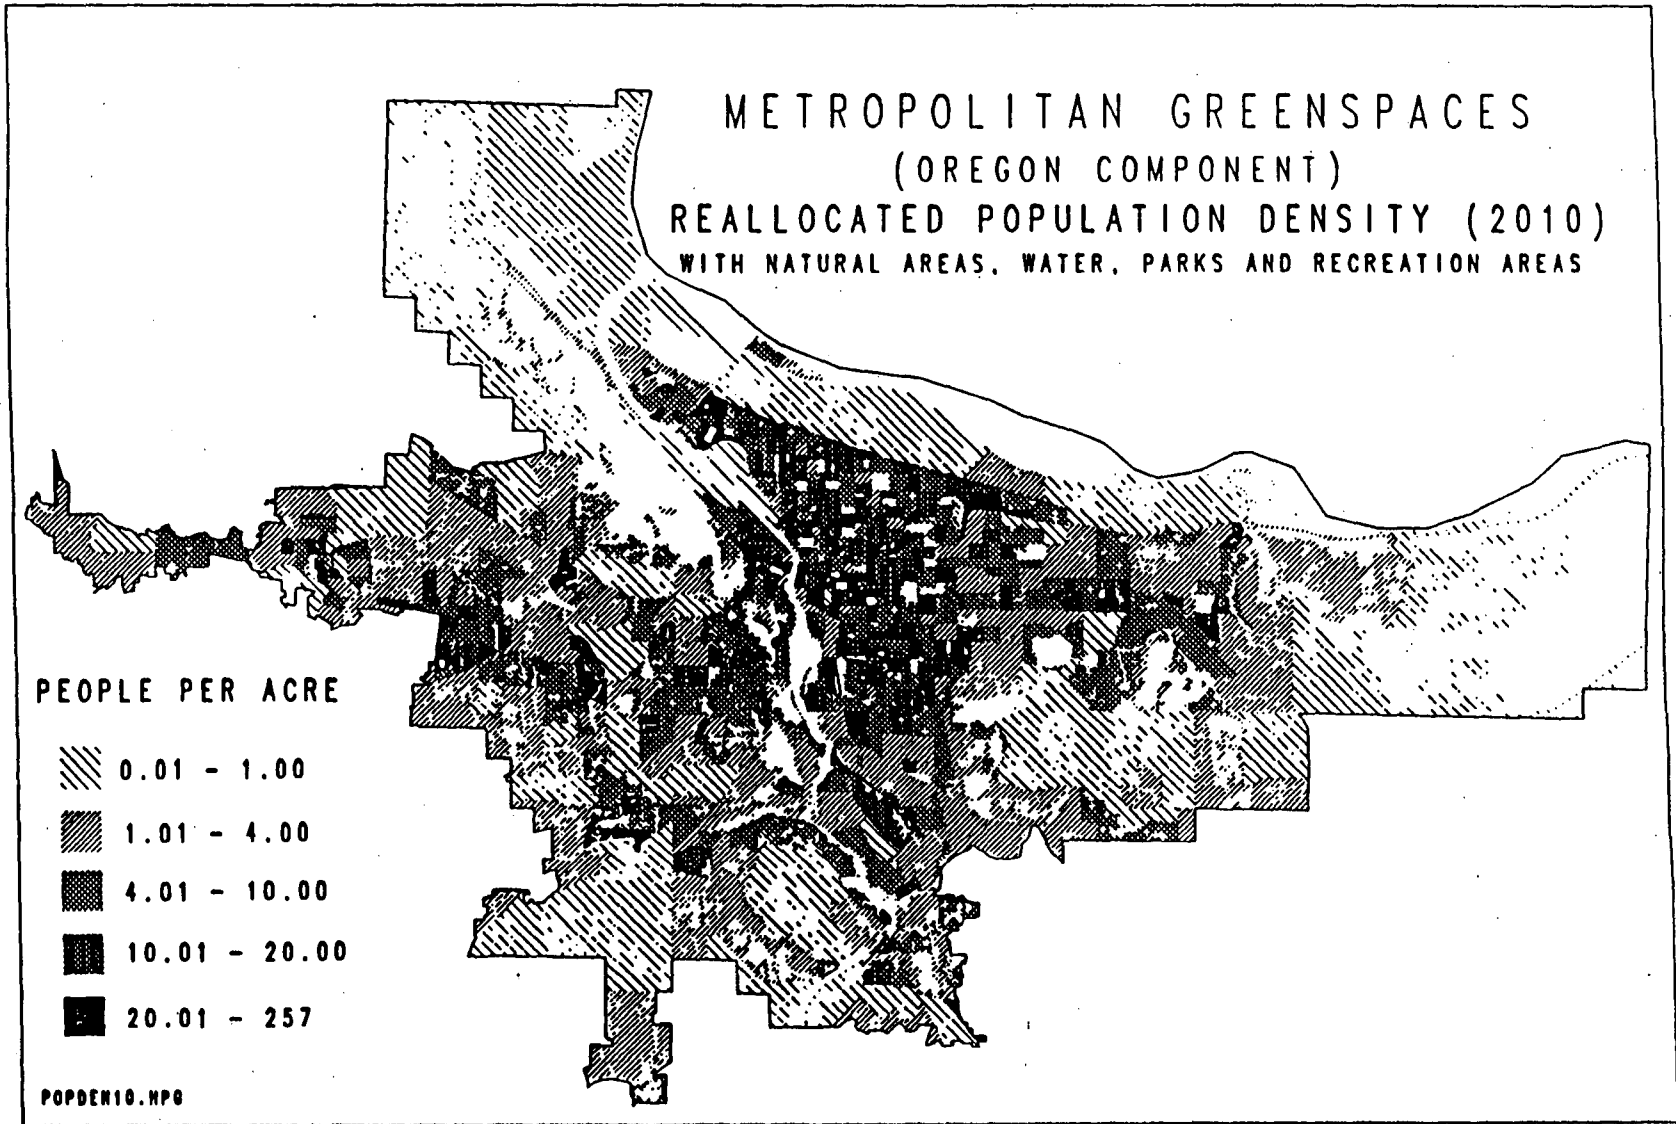 METROPOLITAN GREENSPACES
(OREGON COMPONENT)
REALLOCATED POPULATION DENSITY (2010)
WITH NATURAL AREAS, WATER, PARKS AND RECREATION AREAS
PEOPLE PER ACRE
0.01 - 1.00
1.01 - 4.00
4.01 - 10.00
10.01 - 20.00
20.01 - 257
POPDEN10.MPG